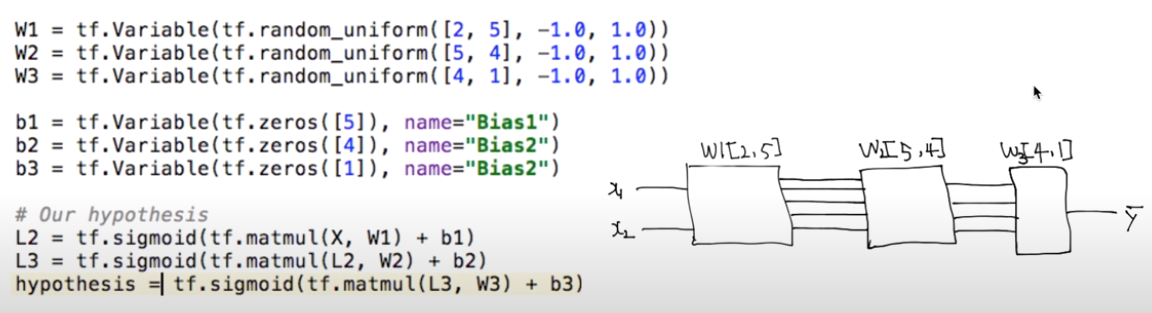 W1 = tf.Variable(tf.random_uniform([2, 5], -1.0, 1.0))
W2 = tf.Variable(tf.random_uniform([5, 4], -1.0, 1.0))
W3 = tf.Variable(tf.random_uniform([4, 1], -1.0, 1.0))
b1 = tf.Variable(tf.zeros([5]), name="Bias1")
b2 = tf.Variable(tf.zeros([4]), name="Bias2")
b3 = tf.Variable(tf.zeros([1]), name="Bias2")
# Our hypothesis
L2 = tf.sigmoid(tf.matmul(X, W1) + b1)
L3 = tf.sigmoid(tf.matmul(L2, W2) + b2)
hypothesis = tf.sigmoid(tf.matmul(L3, W3) + b3)
W1[2,5] W2[5,4] W3[4,1]
x1
x2
Y̅